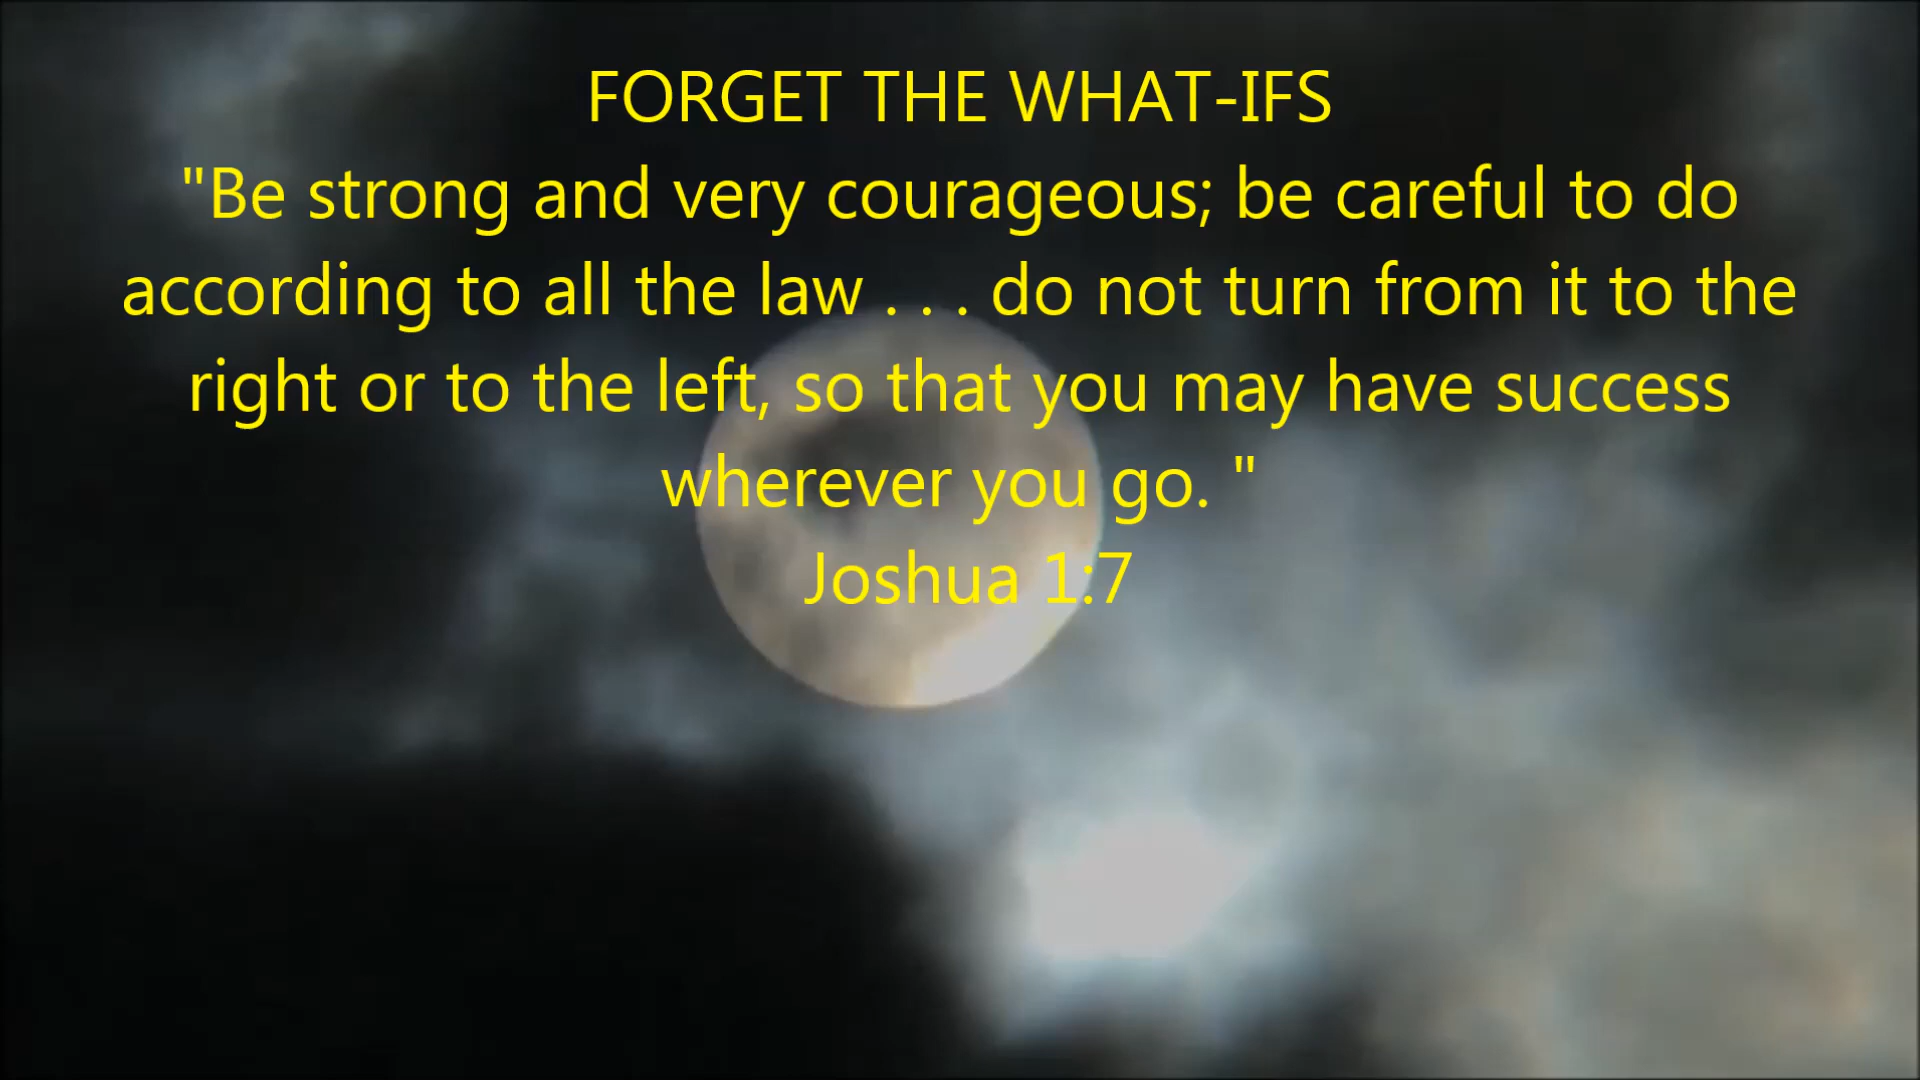 FORGET THE WHAT-IFS
"Be strong and very courageous; be careful to do
according to all the law . . . do not turn from it to the
right or to the left, so that you may have success
wherever you go. "
Joshua 1:7